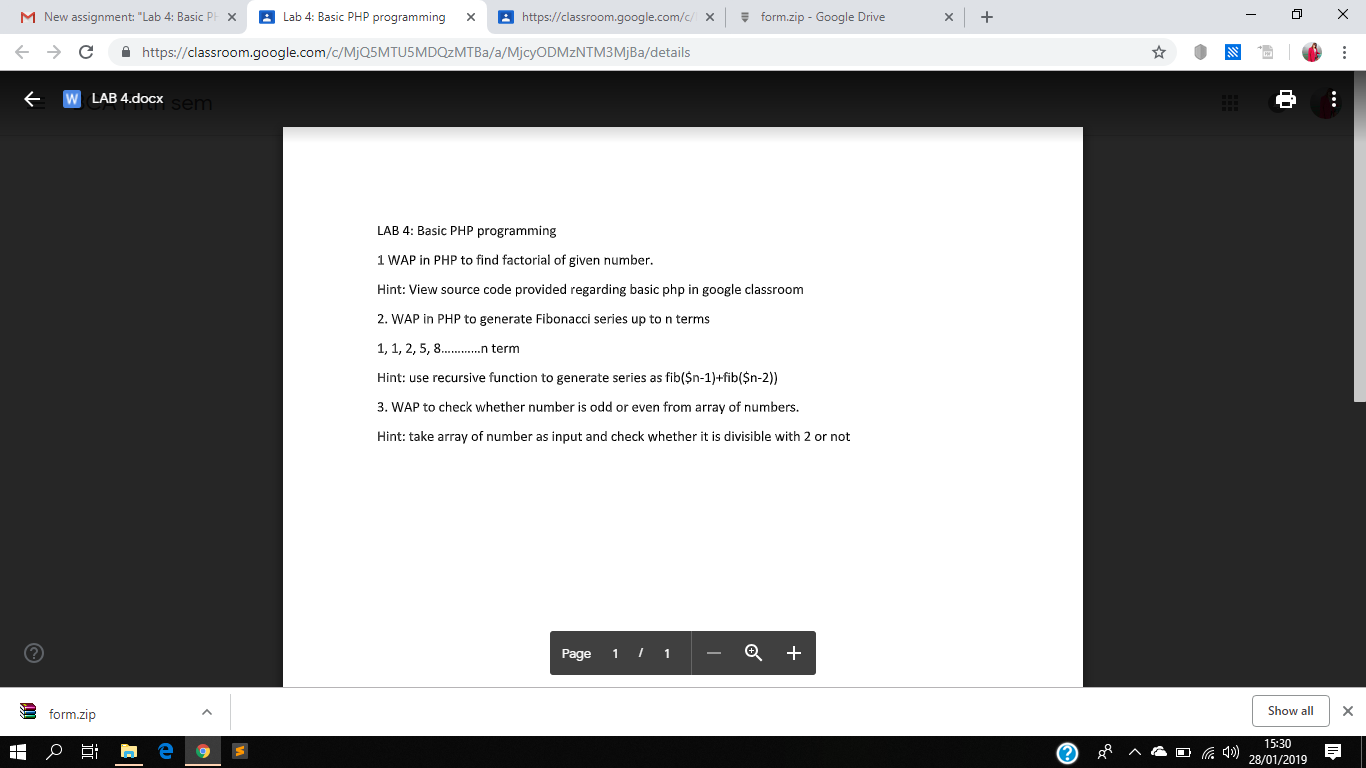 New assignment: "Lab 4: Basic P
Lab 4: Basic PHP programming
https://classroom.google.com/c/
form.zip - Google Drive
https://classroom.google.com/c/MjQ5MTU5MDQzMTBa/a/MjcyODMzNTM3MjBa/details
W LAB 4.docx
sem
LAB 4: Basic PHP programming
1 WAP in PHP to find factorial of given number.
Hint: View source code provided regarding basic php in google classroom
2. WAP in PHP to generate Fibonacci series up to n terms
1, 1, 2, 5, 8............n term
Hint: use recursive function to generate series as fib($n-1)+fib($n-2))
3. WAP to check whether number is odd or even from array of numbers.
Hint: take array of number as input and check whether it is divisible with 2 or not
Page 1 / 1
form.zip
Show all
15:30
28/01/2019